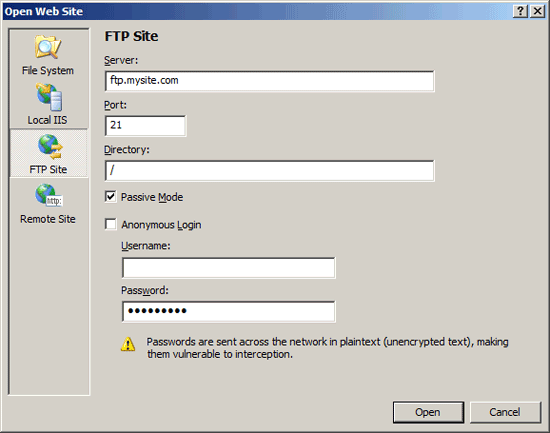 Open Web Site
File System
Local IIS
FTP Site
http:
Remote Site
FTP Site
Server:
ftp.mysite.com
Port:
21
Directory:
/
Passive Mode
Anonymous Login
Username:
Password:
●●●●●●●●●
Passwords are sent across the network in plaintext (unencrypted text), making
them vulnerable to interception.
Open
Cancel